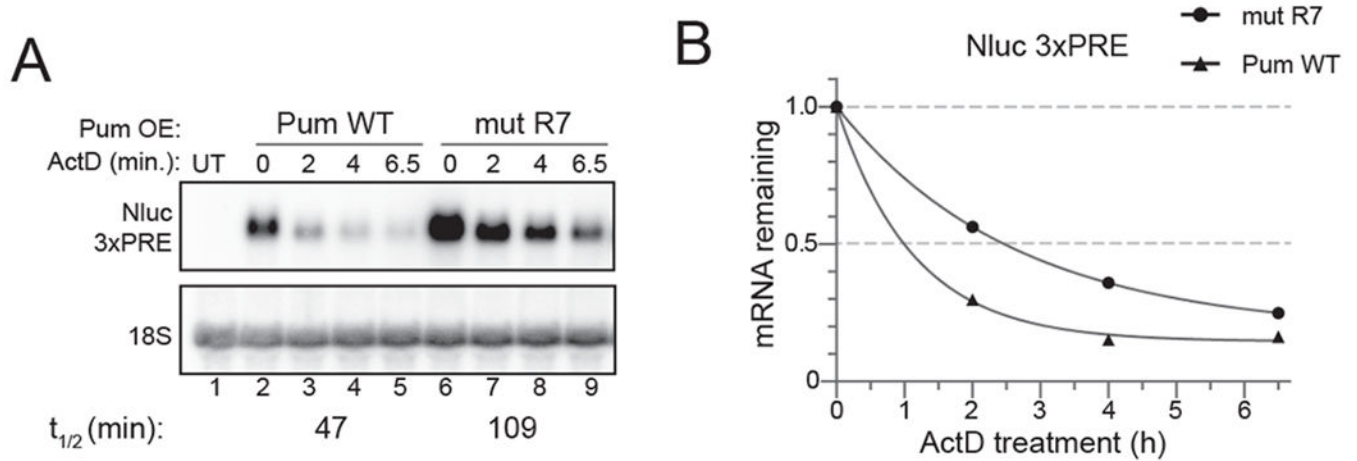 A
Pum OE: Pum WT mut R7
ActD (min.): UT 0 2 4 6.5 0 2 4 6.5
Nluc
3xPRE
18S
1 2 3 4 5 6 7 8 9
t1/2 (min): 47 109
B
Nluc 3xPRE
mut R7
Pum WT
mRNA remaining
1.0
0.5
0
0 1 2 3 4 5 6
ActD treatment (h)